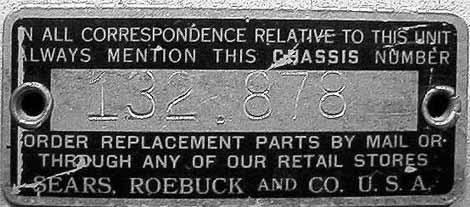 IN ALL CORRESPONDENCE RELATIVE TO THIS UNIT
ALWAYS MENTION THIS CHASSIS NUMBER
132.878
ORDER REPLACEMENT PARTS BY MAIL OR
THROUGH ANY OF OUR RETAIL STORES
SEARS, ROEBUCK AND CO. U.S.A.